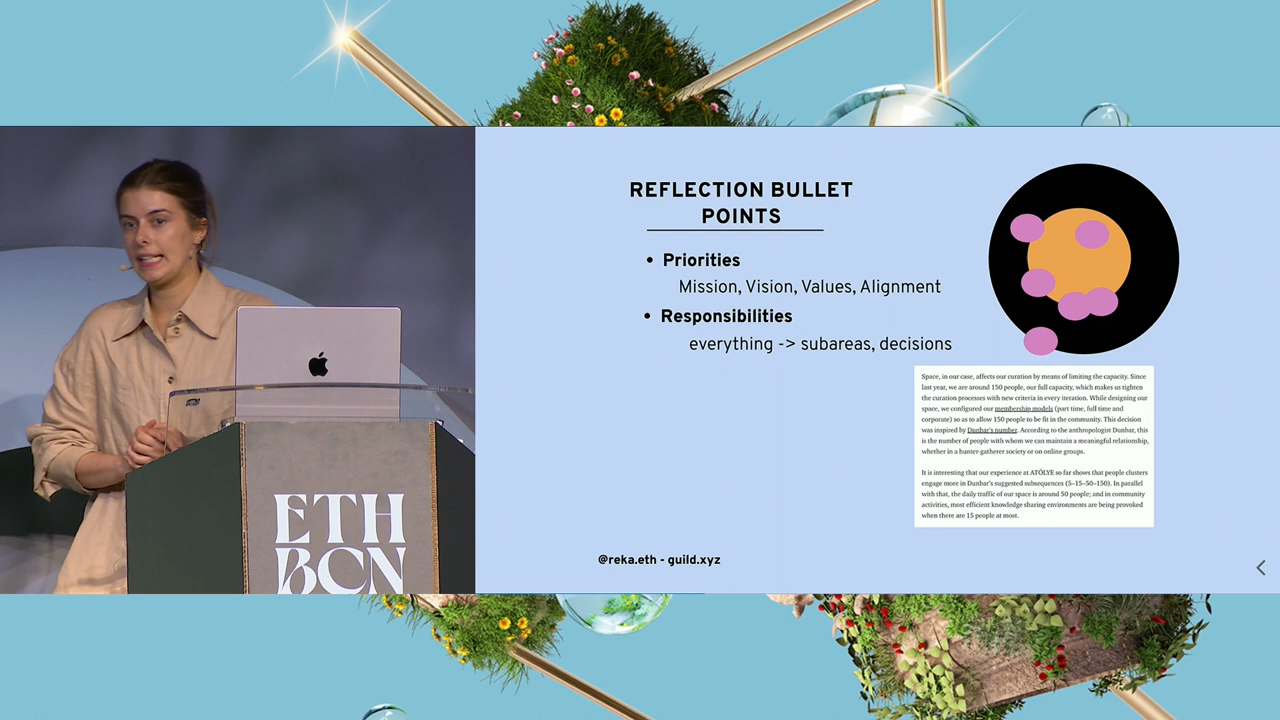 REFLECTION BULLET
POINTS
• Priorities
Mission, Vision, Values, Alignment
• Responsibilities
everything -> subareas, decisions
Space, in our case, affects our curation by means of limiting the capacity. Since
last year, we are around 150 people, our full capacity, which makes us tighten
the curation processes with new criteria in every iteration. While designing our
space, we configured our membership models (part time, full time and
corporate) so as to allow 150 people to be fit in the community. This decision
was inspired by Dunbar's number. According to the anthropologist Dunbar, this
is the number of people with whom we can maintain a meaningful relationship,
whether in a hunter-gatherer society or on online groups.
It is interesting that our experience at ATÖLYE so far shows that people clusters
engage more in Dunbar's suggested subsequences (5–15–50–150). In parallel
with that, the daily traffic of our space is around 50 people; and in community
activities, most efficient knowledge sharing environments are being provoked
when there are 15 people at most.
@reka.eth - guild.xyz
ETH
BCN